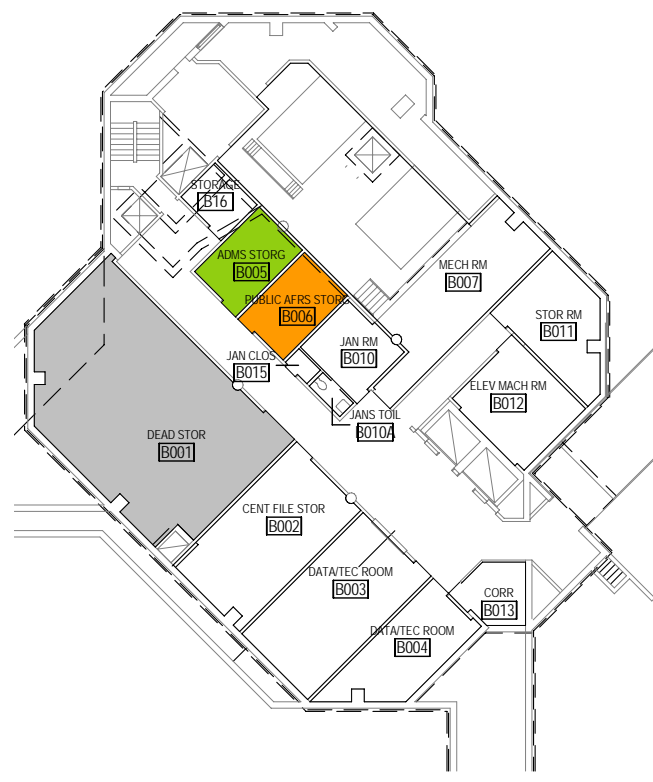 STORAGE
B16
ADMS STORG
B005
PUBLIC AFRS STORG
B006
MECH RM
B007
STOR RM
B011
JAN RM
B010
JAN CLOS
B015
ELEV MACH RM
B012
JANS TOIL
B010A
DEAD STOR
B001
CENT FILE STOR
B002
DATA/TEC ROOM
B003
CORR
B013
DATA/TEC ROOM
B004